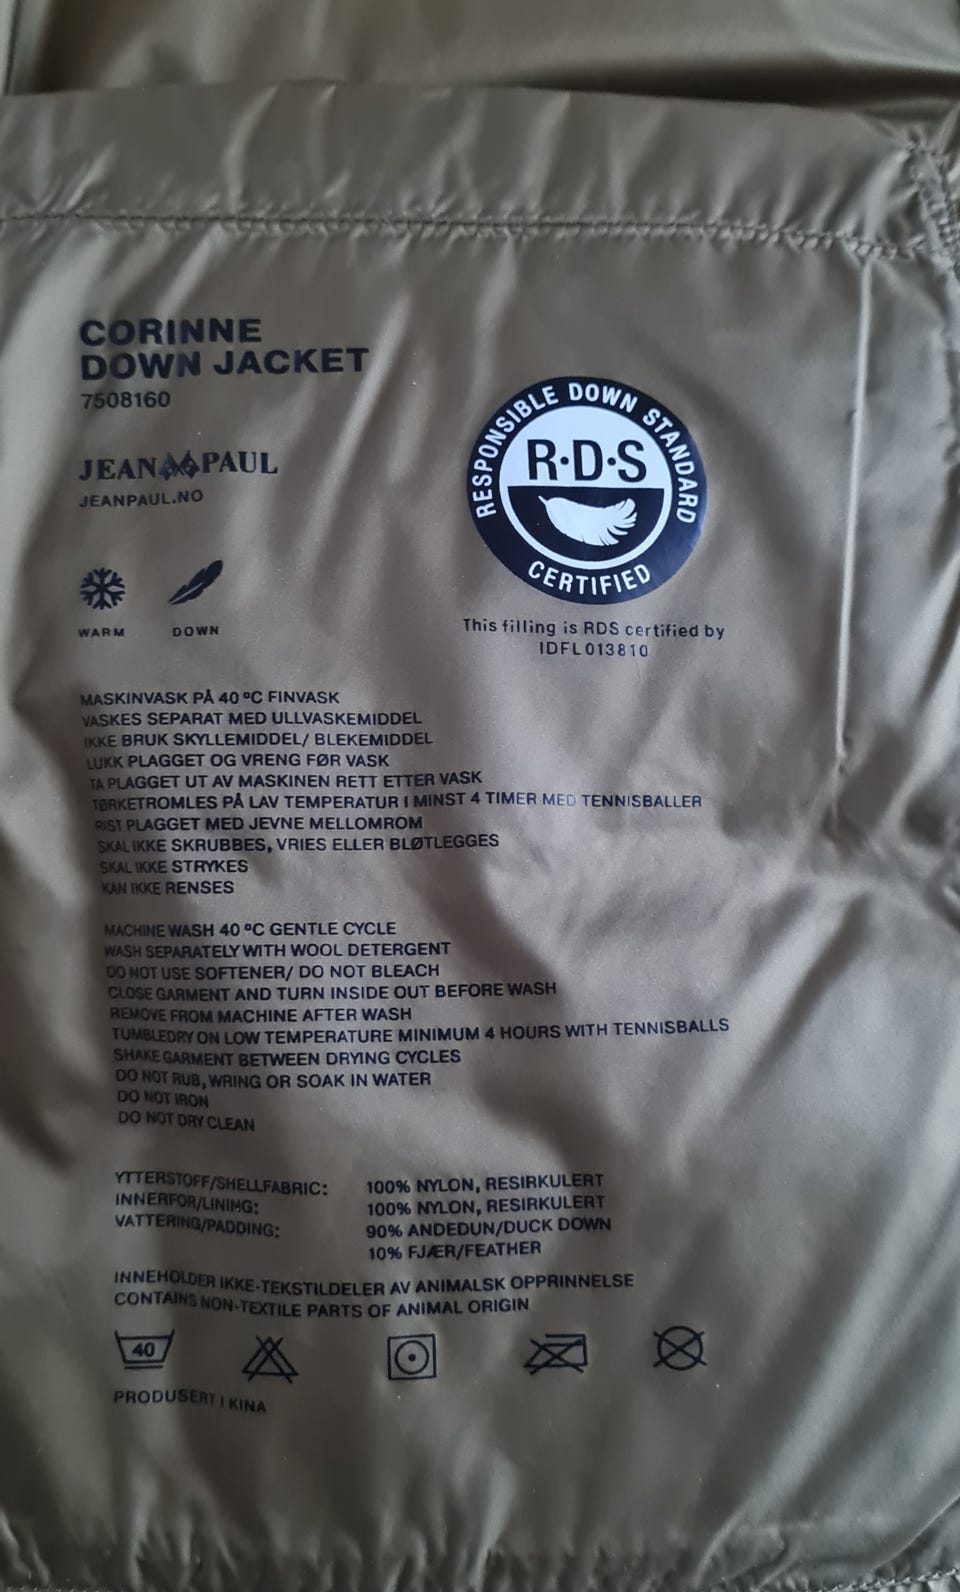 CORINNE
DOWN JACKET
7508160
JEAN PAUL
JEANPAUL.NO
WARM DOWN
RESPONSIBLE DOWN STANDARD
R·D·S
CERTIFIED
This filling is RDS certified by
IDFL013810
MASKINVASK PÅ 40 ºC FINVASK
VASKES SEPARAT MED ULLVASKEMIDDEL
IKKE BRUK SKYLLEMIDDEL/ BLEKEMIDDEL
LUKK PLAGGET OG VRENG FØR VASK
TA PLAGGET UT AV MASKINEN RETT ETTER VASK
TØRKETROMLES PÅ LAV TEMPERATUR I MINST 4 TIMER MED TENNISBALLER
RIST PLAGGET MED JEVNE MELLOMROM
SKAL IKKE SKRUBBES, VRIES ELLER BLØTLEGGES
SKAL IKKE STRYKES
KAN IKKE RENSES
MACHINE WASH 40 ºC GENTLE CYCLE
WASH SEPARATELY WITH WOOL DETERGENT
DO NOT USE SOFTENER/ DO NOT BLEACH
CLOSE GARMENT AND TURN INSIDE OUT BEFORE WASH
REMOVE FROM MACHINE AFTER WASH
TUMBLEDRY ON LOW TEMPERATURE MINIMUM 4 HOURS WITH TENNISBALLS
SHAKE GARMENT BETWEEN DRYING CYCLES
DO NOT RUB, WRING OR SOAK IN WATER
DO NOT IRON
DO NOT DRY CLEAN
YTTERSTOFF/SHELLFABRIC: 100% NYLON, RESIRKULERT
INNERFOR/LINING: 100% NYLON, RESIRKULERT
VATTERING/PADDING: 90% ANDEDUN/DUCK DOWN
10% FJÆR/FEATHER
INNEHOLDER IKKE-TEKSTILDELER AV ANIMALSK OPPRINNELSE
CONTAINS NON-TEXTILE PARTS OF ANIMAL ORIGIN
40
PRODUSERT I KINA